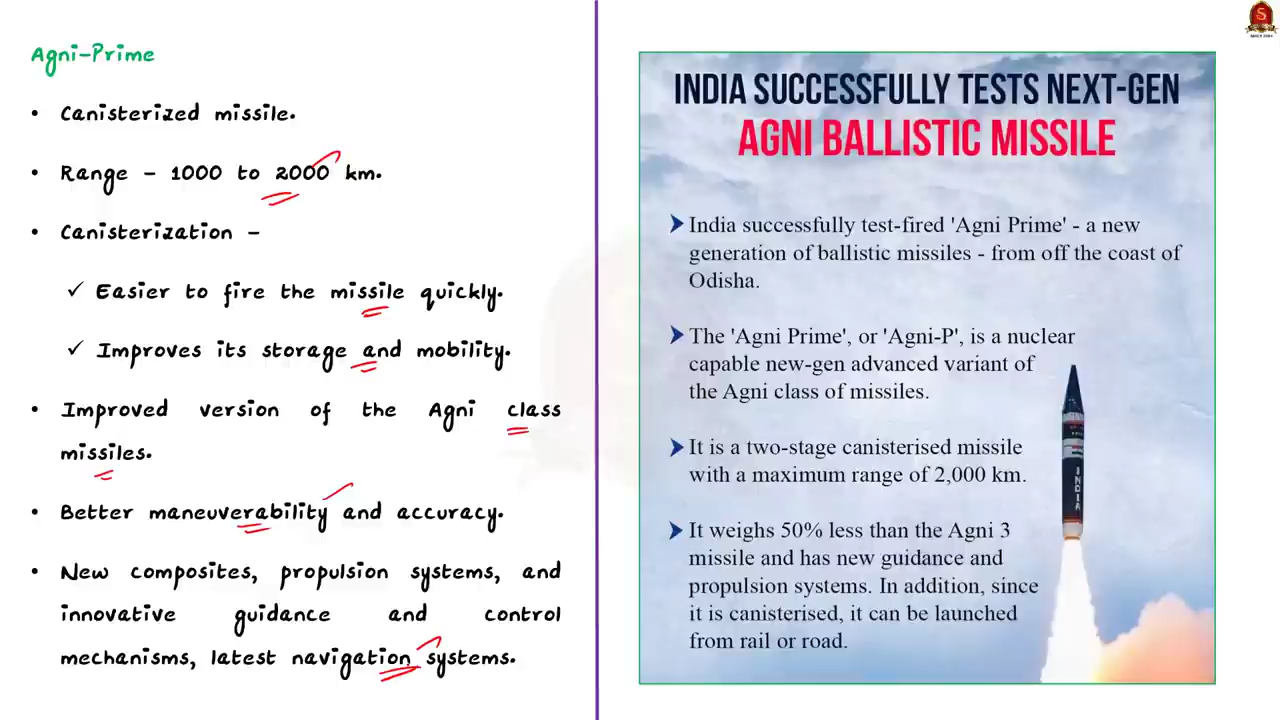 Agni-Prime
• Canisterized missile.
• Range - 1000 to 2000 km.
• Canisterization -
✓ Easier to fire the missile quickly.
✓ Improves its storage and mobility.
• Improved version of the Agni class
missiles.
• Better maneuverability and accuracy.
• New composites, propulsion systems, and
innovative guidance and control
mechanisms, latest navigation systems.
INDIA SUCCESSFULLY TESTS NEXT-GEN
AGNI BALLISTIC MISSILE
India successfully test-fired 'Agni Prime' - a new
generation of ballistic missiles - from off the coast of
Odisha.
The 'Agni Prime', or 'Agni-P', is a nuclear
capable new-gen advanced variant of
the Agni class of missiles.
It is a two-stage canisterised missile
with a maximum range of 2,000 km.
It weighs 50% less than the Agni 3
missile and has new guidance and
propulsion systems. In addition, since
it is canisterised, it can be launched
from rail or road.
INDIA
S